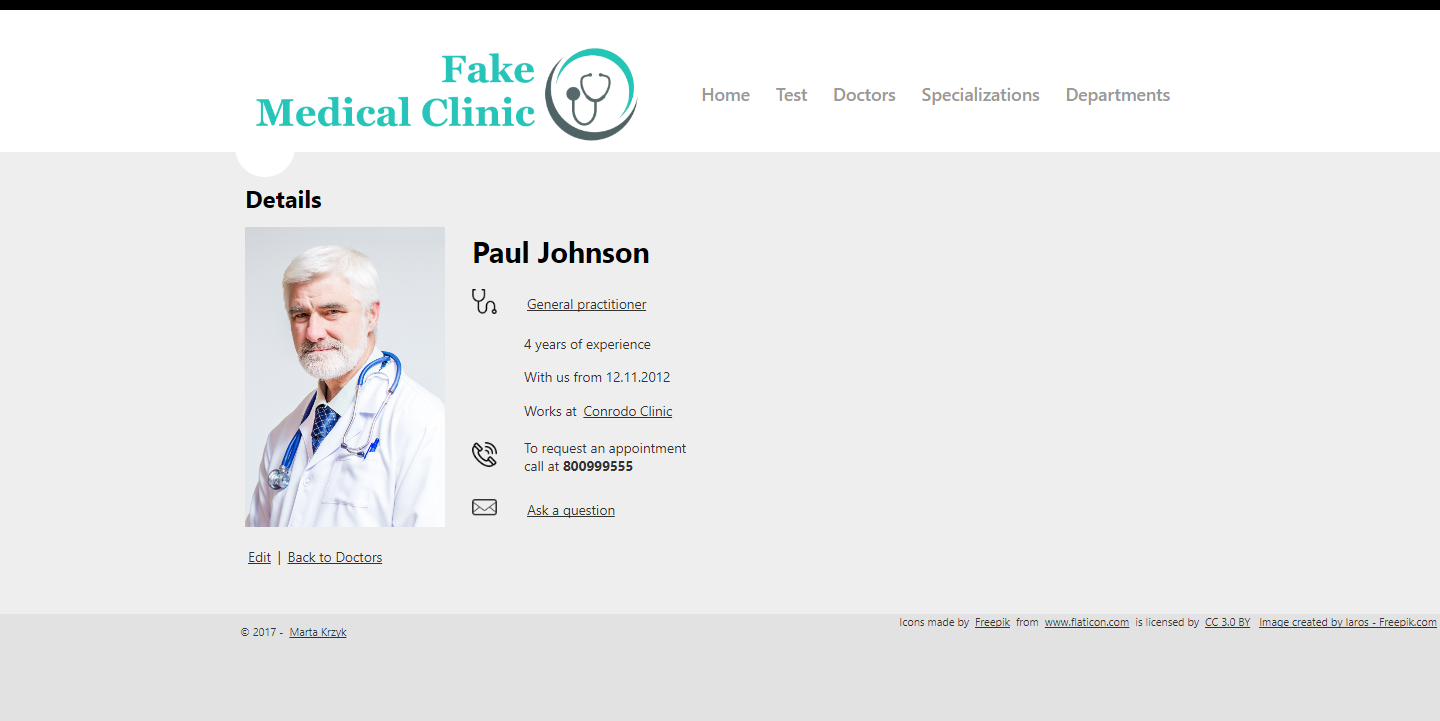 Fake
Medical Clinic
Home Test Doctors Specializations Departments
Details
Paul Johnson
General practitioner
4 years of experience
With us from 12.11.2012
Works at Conrodo Clinic
To request an appointment
call at 800999555
Ask a question
Edit | Back to Doctors
Icons made by Freepik from www.flaticon.com is licensed by CC 3.0 BY Image created by Iaros - Freepik.com
© 2017 - Marta Krzyk